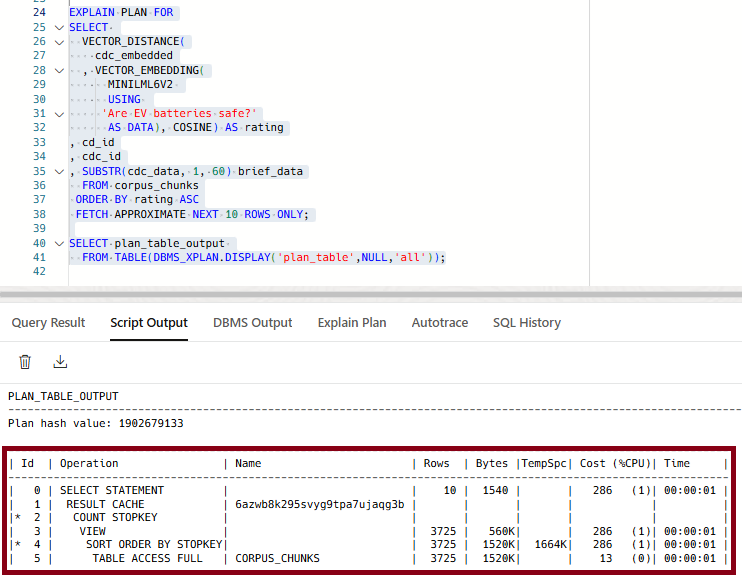 24 EXPLAIN PLAN FOR
25 SELECT
26 VECTOR_DISTANCE(
27 cdc_embedded
28 , VECTOR_EMBEDDING(
29 MINILML6V2
30 USING
31 'Are EV batteries safe?'
32 AS DATA), COSINE) AS rating
33 , cd_id
34 , cdc_id
35 , SUBSTR(cdc_data, 1, 60) brief_data
36 FROM corpus_chunks
37 ORDER BY rating ASC
38 FETCH APPROXIMATE NEXT 10 ROWS ONLY;
39
40 SELECT plan_table_output
41 FROM TABLE(DBMS_XPLAN.DISPLAY('plan_table',NULL,'all'));
42
Query Result Script Output DBMS Output Explain Plan Autotrace SQL History
PLAN_TABLE_OUTPUT
Plan hash value: 1902679133
| Id | Operation | Name | Rows | Bytes |TempSpc| Cost (%CPU)| Time |
| 0 | SELECT STATEMENT | | 10 | 1540 | | 286 (1)| 00:00:01 |
| 1 | RESULT CACHE | 6azwb8k295svyg9tpa7ujaqg3b | | | | | |
|* 2 | COUNT STOPKEY | | | | | | |
| 3 | VIEW | | 3725 | 560K| | 286 (1)| 00:00:01 |
|* 4 | SORT ORDER BY STOPKEY| | 3725 | 1520K| 1664K| 286 (1)| 00:00:01 |
| 5 | TABLE ACCESS FULL | CORPUS_CHUNKS | 3725 | 1520K| | 13 (0)| 00:00:01 |